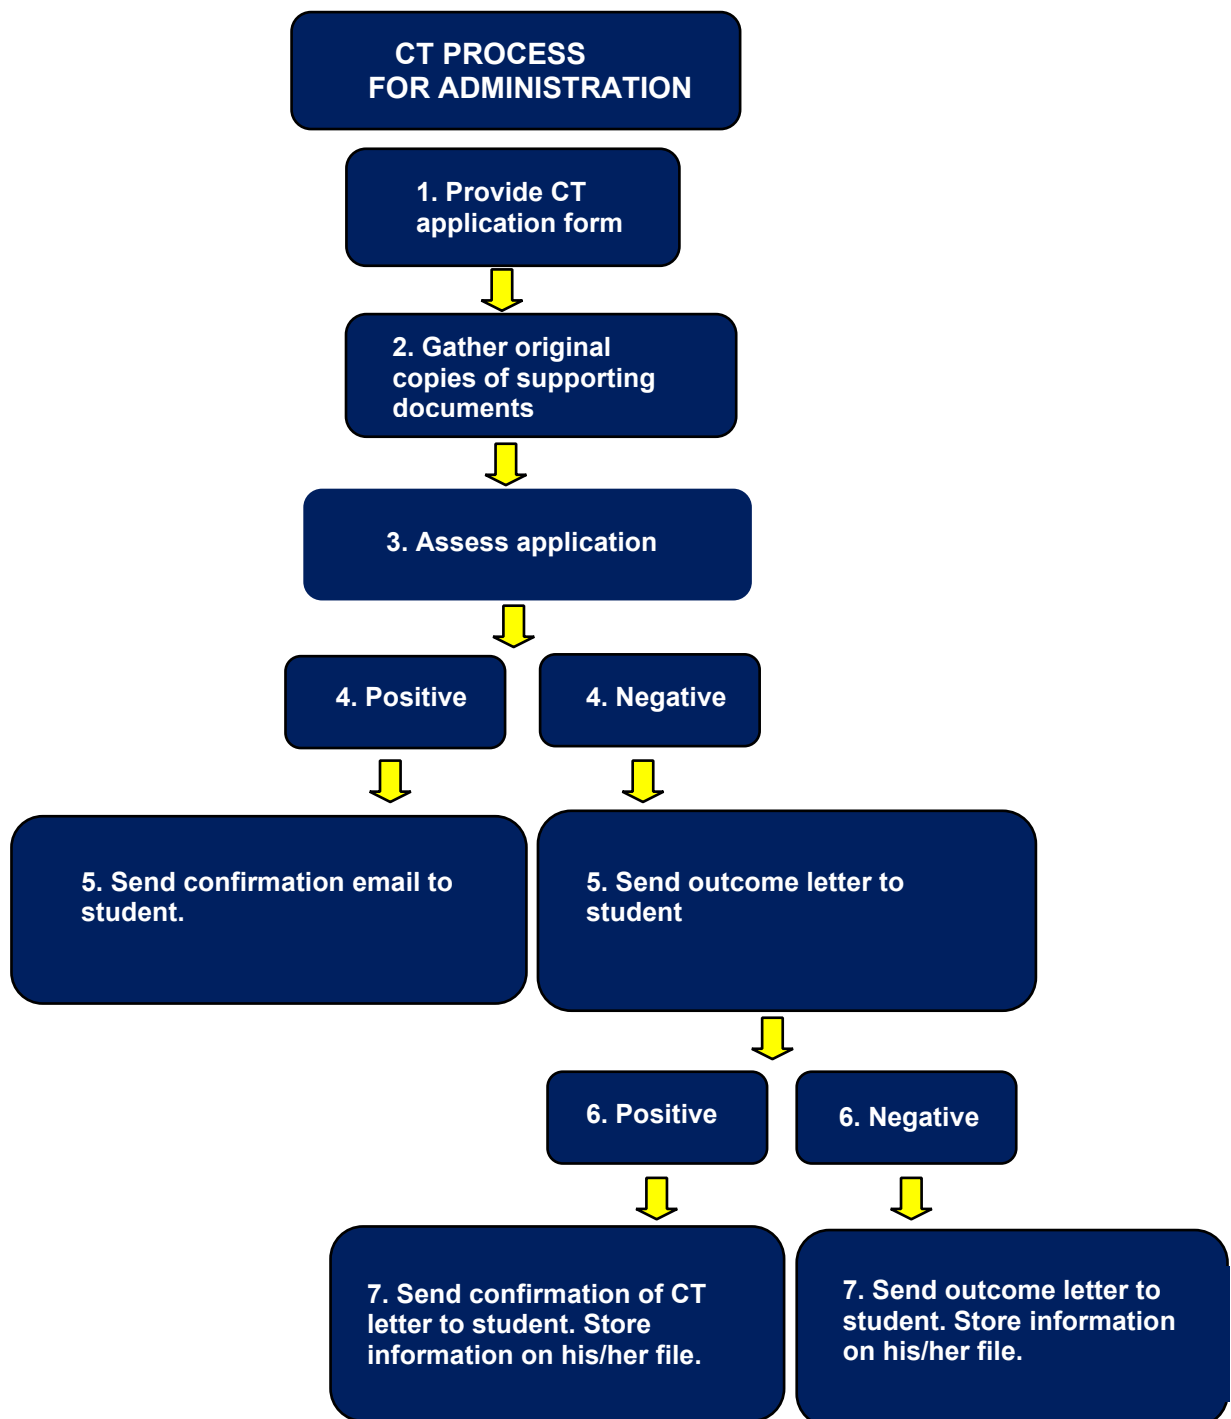 CT PROCESS
FOR ADMINISTRATION
1. Provide CT
application form
2. Gather original
copies of supporting
documents
3. Assess application
4. Positive
4. Negative
5. Send confirmation email to
student.
5. Send outcome letter to
student
6. Positive
6. Negative
7. Send confirmation of CT
letter to student. Store
information on his/her file.
7. Send outcome letter to
student. Store information
on his/her file.